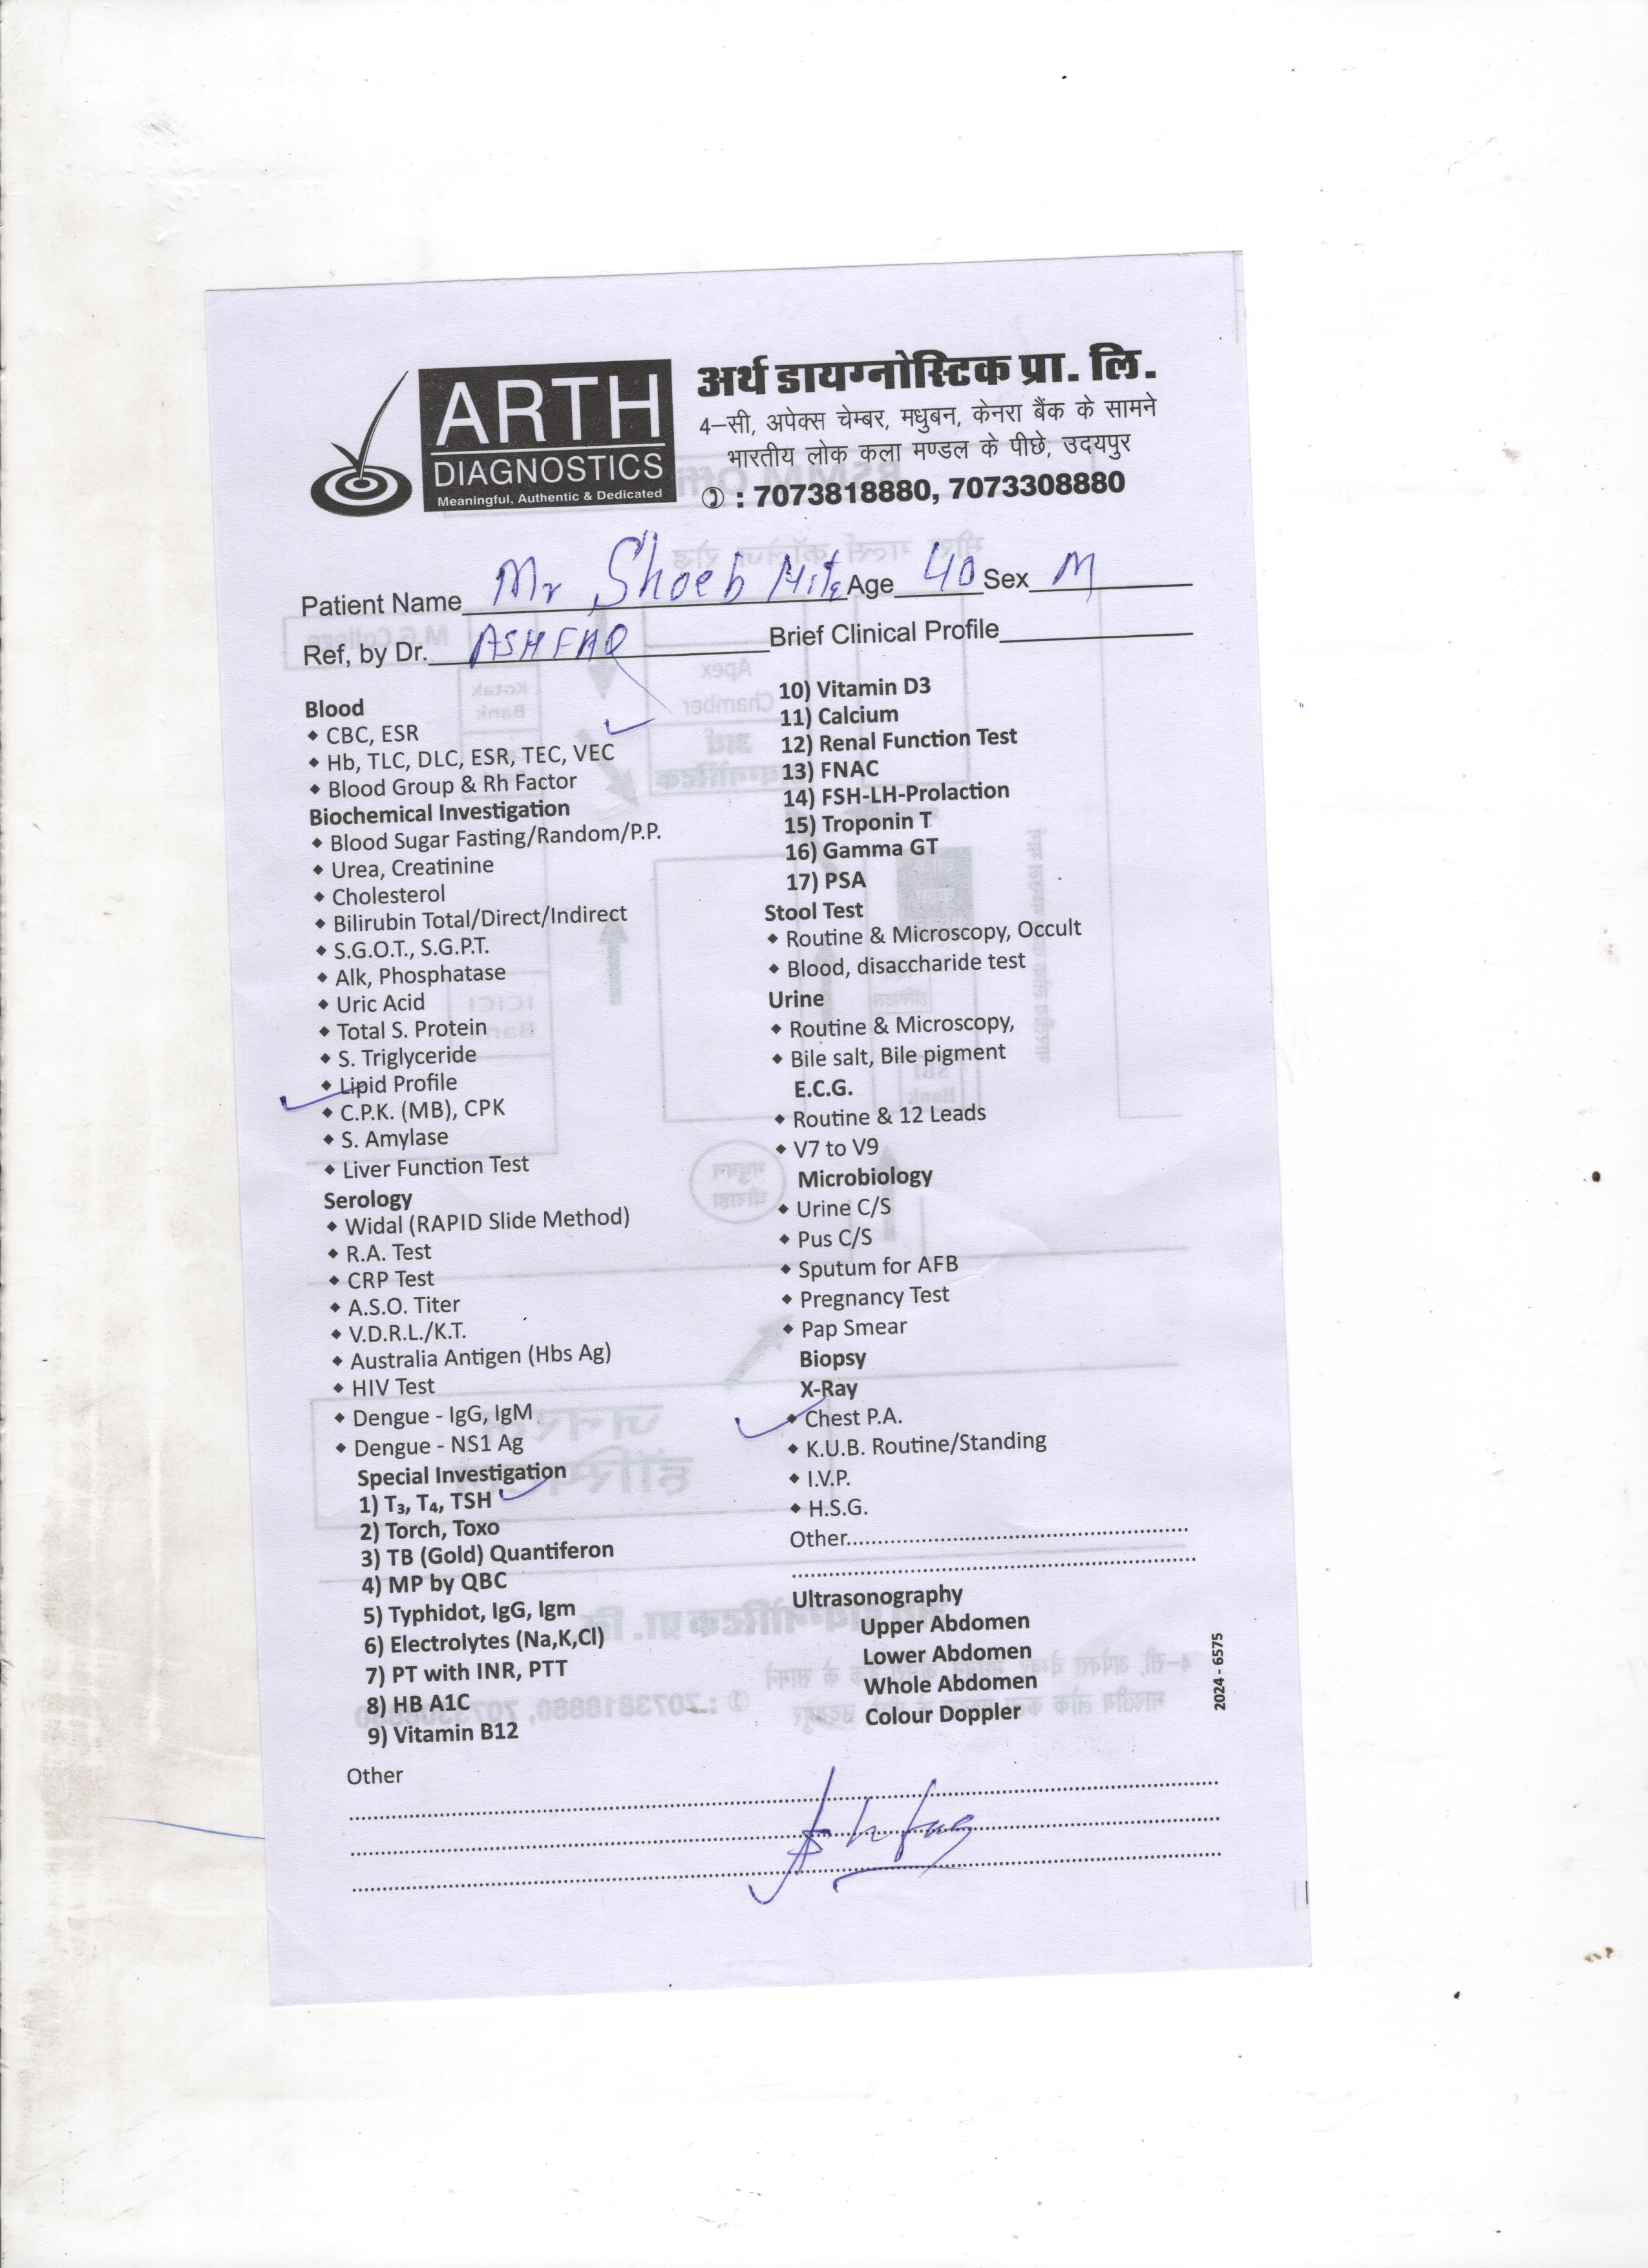 ARTH
DIAGNOSTICS
Meaningful, Authentic & Dedicated
अर्थ डायग्नोस्टिक प्रा. लि.
4–सी, अपेक्स चेम्बर, मधुबन, केनरा बैंक के सामने
भारतीय लोक कला मण्डल के पीछे, उदयपुर
: 7073818880, 7073308880
Patient Name Mr Shoeb Age 40 Sex M
Ref, by Dr. ASHFAQ Brief Clinical Profile
Blood
CBC, ESR
Hb, TLC, DLC, ESR, TEC, VEC
Blood Group & Rh Factor
Biochemical Investigation
Blood Sugar Fasting/Random/P.P.
Urea, Creatinine
Cholesterol
Bilirubin Total/Direct/Indirect
S.G.O.T., S.G.P.T.
Alk, Phosphatase
Uric Acid
Total S. Protein
S. Triglyceride
Lipid Profile
C.P.K. (MB), CPK
S. Amylase
Liver Function Test
Serology
Widal (RAPID Slide Method)
R.A. Test
CRP Test
A.S.O. Titer
V.D.R.L./K.T.
Australia Antigen (Hbs Ag)
HIV Test
Dengue - IgG, IgM
Dengue - NS1 Ag
Special Investigation
1) T₃, T₄, TSH
2) Torch, Toxo
3) TB (Gold) Quantiferon
4) MP by QBC
5) Typhidot, IgG, Igm
6) Electrolytes (Na,K,Cl)
7) PT with INR, PTT
8) HB A1C
9) Vitamin B12
10) Vitamin D3
11) Calcium
12) Renal Function Test
13) FNAC
14) FSH-LH-Prolaction
15) Troponin T
16) Gamma GT
17) PSA
Stool Test
Routine & Microscopy, Occult
Blood, disaccharide test
Urine
Routine & Microscopy,
Bile salt, Bile pigment
E.C.G.
Routine & 12 Leads
V7 to V9
Microbiology
Urine C/S
Pus C/S
Sputum for AFB
Pregnancy Test
Pap Smear
Biopsy
X-Ray
Chest P.A.
K.U.B. Routine/Standing
I.V.P.
H.S.G.
Other
Ultrasonography
Upper Abdomen
Lower Abdomen
Whole Abdomen
Colour Doppler
2024 - 6575
Other
Ashfaq